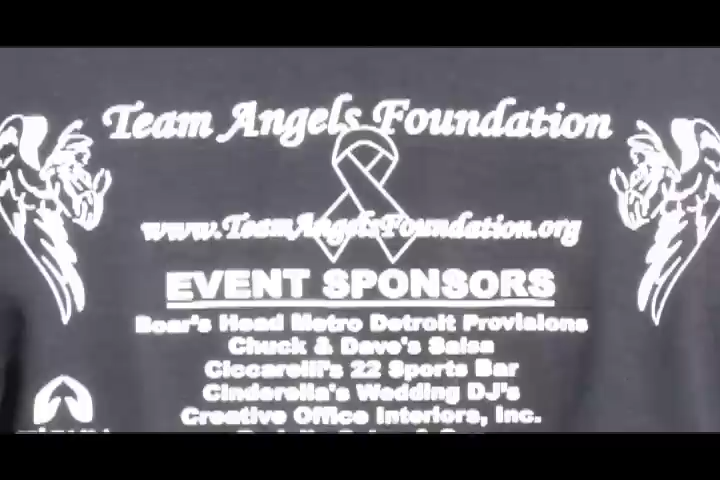 Team Angels Foundation
www.TeamAngelsFoundation.org
EVENT SPONSORS
Boar's Head Metro Detroit Provisions
Chuck & Dave's Salsa
Ciccarelli's 22 Sports Bar
Cinderella's Wedding DJ's
Creative Office Interiors, Inc.